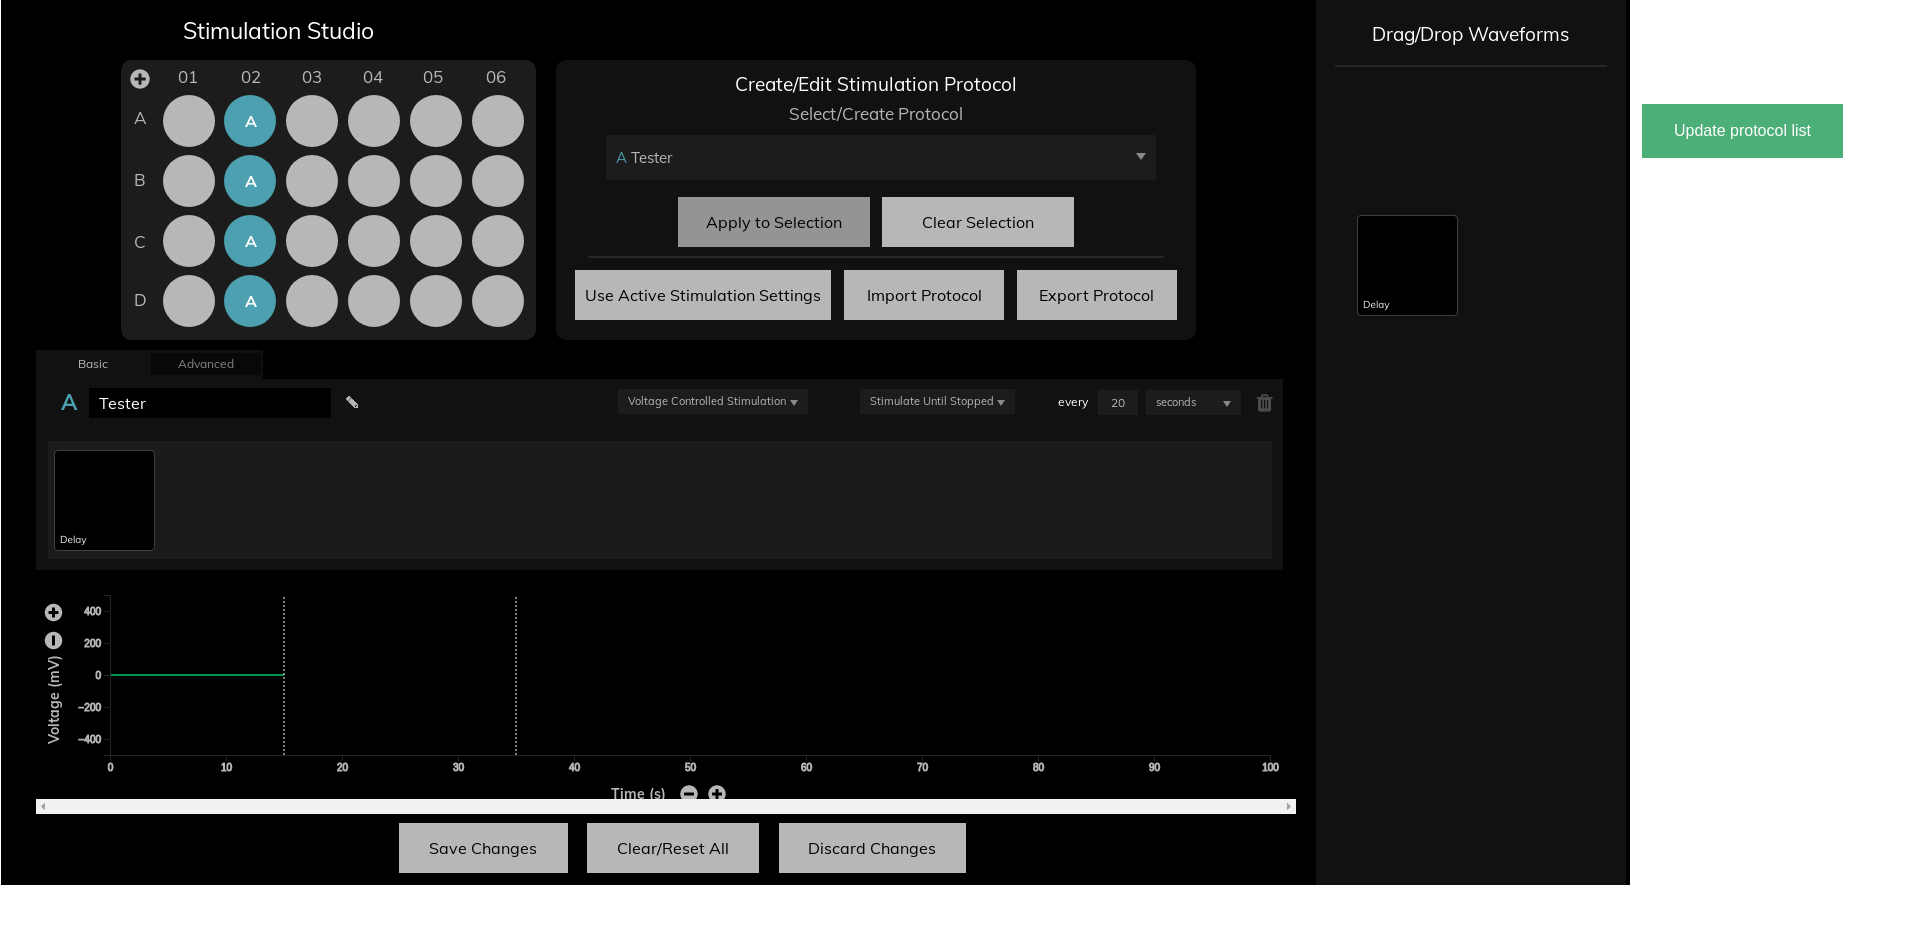 Stimulation Studio
01 02 03 04 05 06
A A
B A
C A
D A
Create/Edit Stimulation Protocol
Select/Create Protocol
A Tester
Apply to Selection
Clear Selection
Use Active Stimulation Settings
Import Protocol
Export Protocol
Drag/Drop Waveforms
Delay
Update protocol list
Basic
Advanced
A Tester
Voltage Controlled Stimulation
Stimulate Until Stopped
every 20 seconds
Delay
Voltage (mV)
400
200
0
−200
−400
0 10 20 30 40 50 60 70 80 90 100
Time (s)
Save Changes
Clear/Reset All
Discard Changes